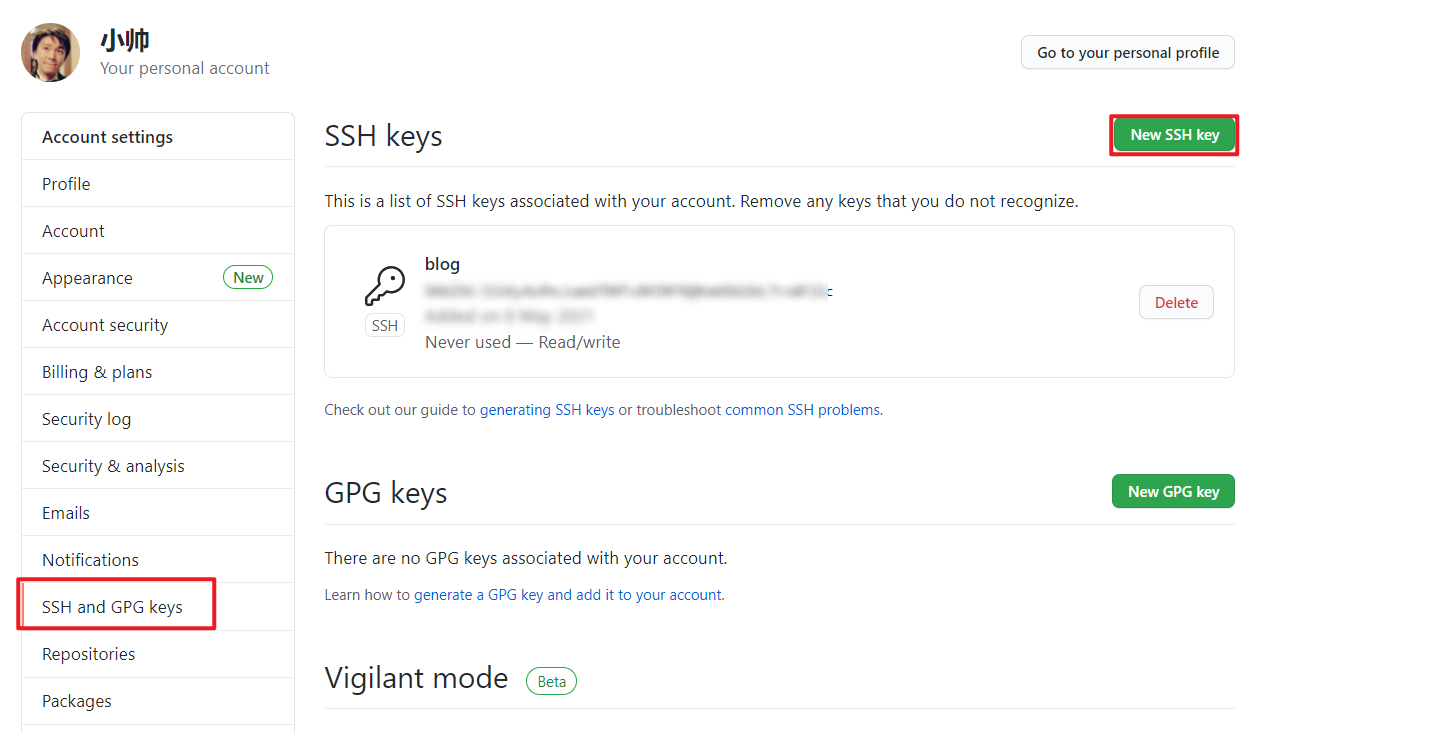 小帅
Your personal account
Go to your personal profile
Account settings
Profile
Account
Appearance New
Account security
Billing & plans
Security log
Security & analysis
Emails
Notifications
SSH and GPG keys
Repositories
Packages
SSH keys
New SSH key
This is a list of SSH keys associated with your account. Remove any keys that you do not recognize.
blog
SSH
Never used — Read/write
Delete
Check out our guide to generating SSH keys or troubleshoot common SSH problems.
GPG keys
New GPG key
There are no GPG keys associated with your account.
Learn how to generate a GPG key and add it to your account.
Vigilant mode Beta